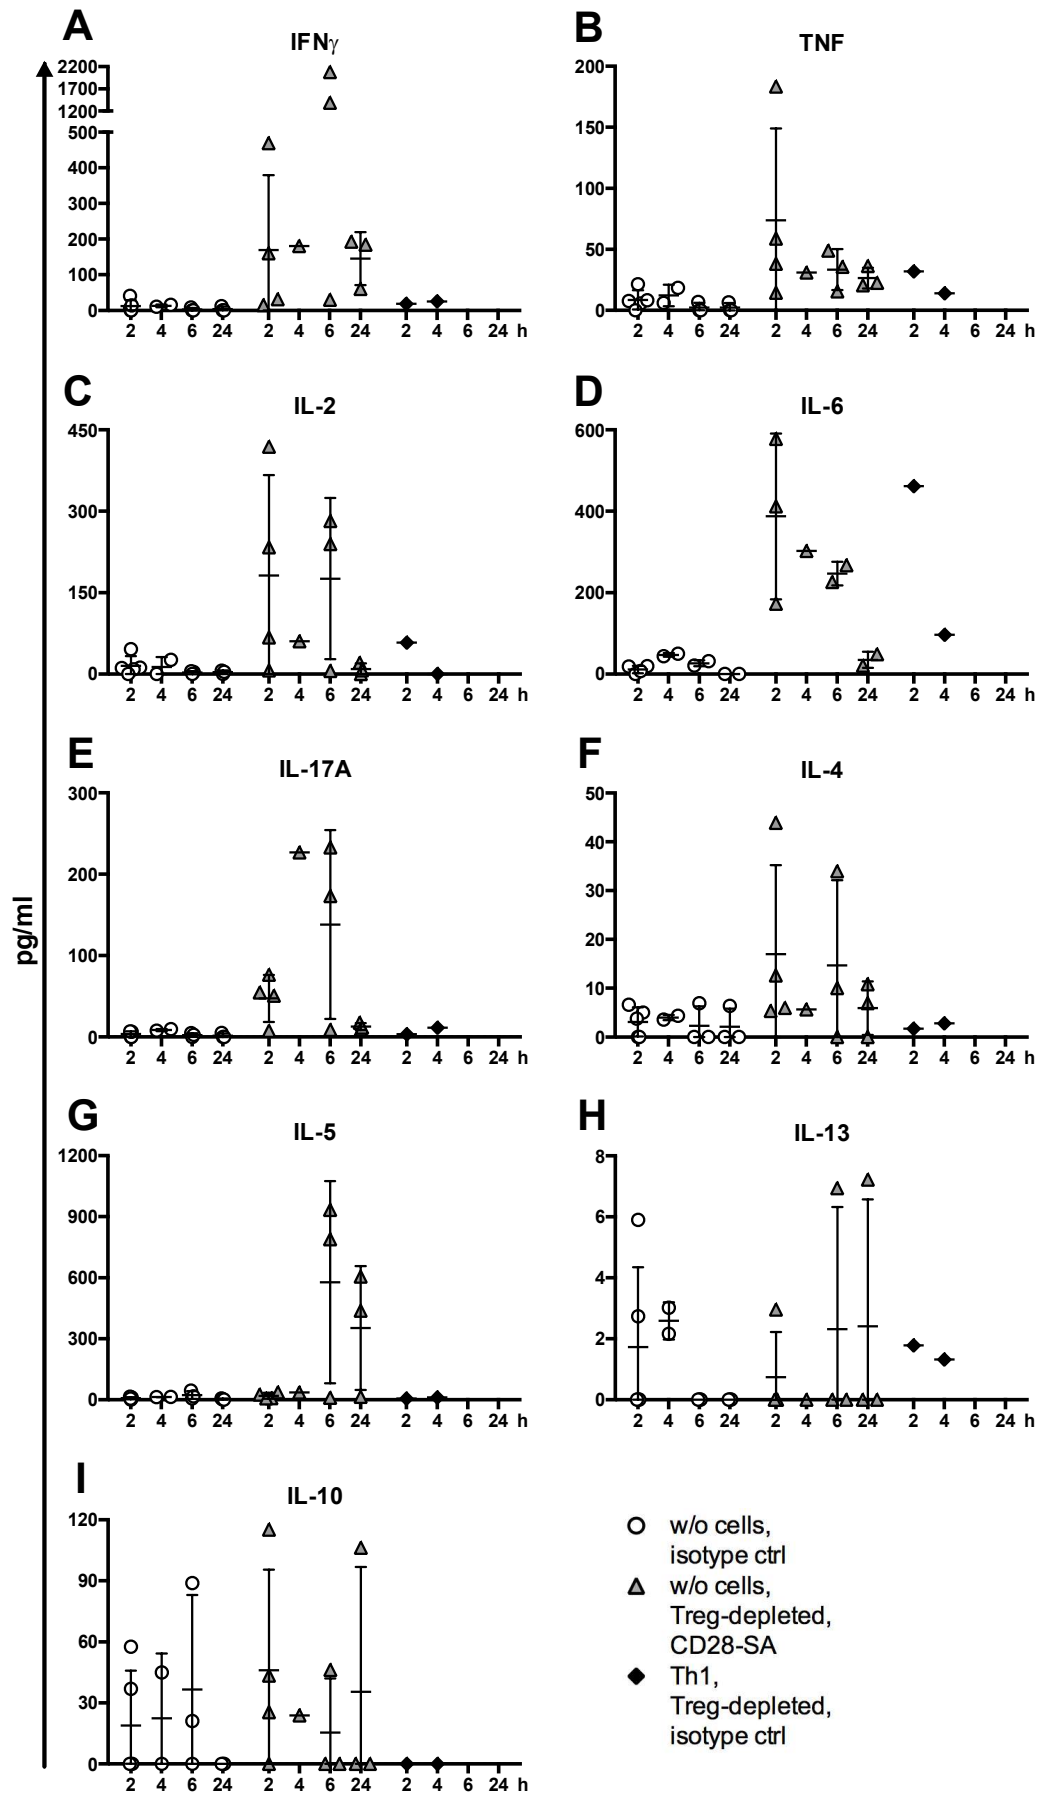 A
B
IFNγ
TNF
2200
1700
1200
500
400
300
200
100
0
2 4 6 24 2 4 6 24 2 4 6 24 h
200
150
100
50
0
2 4 6 24 2 4 6 24 2 4 6 24 h
C
D
IL-2
IL-6
450
300
150
0
2 4 6 24 2 4 6 24 2 4 6 24 h
600
400
200
0
2 4 6 24 2 4 6 24 2 4 6 24 h
E
F
IL-17A
IL-4
300
200
100
0
2 4 6 24 2 4 6 24 2 4 6 24 h
50
40
30
20
10
0
2 4 6 24 2 4 6 24 2 4 6 24 h
pg/ml
G
H
IL-5
IL-13
1200
900
600
300
0
2 4 6 24 2 4 6 24 2 4 6 24 h
8
6
4
2
0
2 4 6 24 2 4 6 24 2 4 6 24 h
I
IL-10
120
90
60
30
0
2 4 6 24 2 4 6 24 2 4 6 24 h
w/o cells,
isotype ctrl
w/o cells,
Treg-depleted,
CD28-SA
Th1,
Treg-depleted,
isotype ctrl